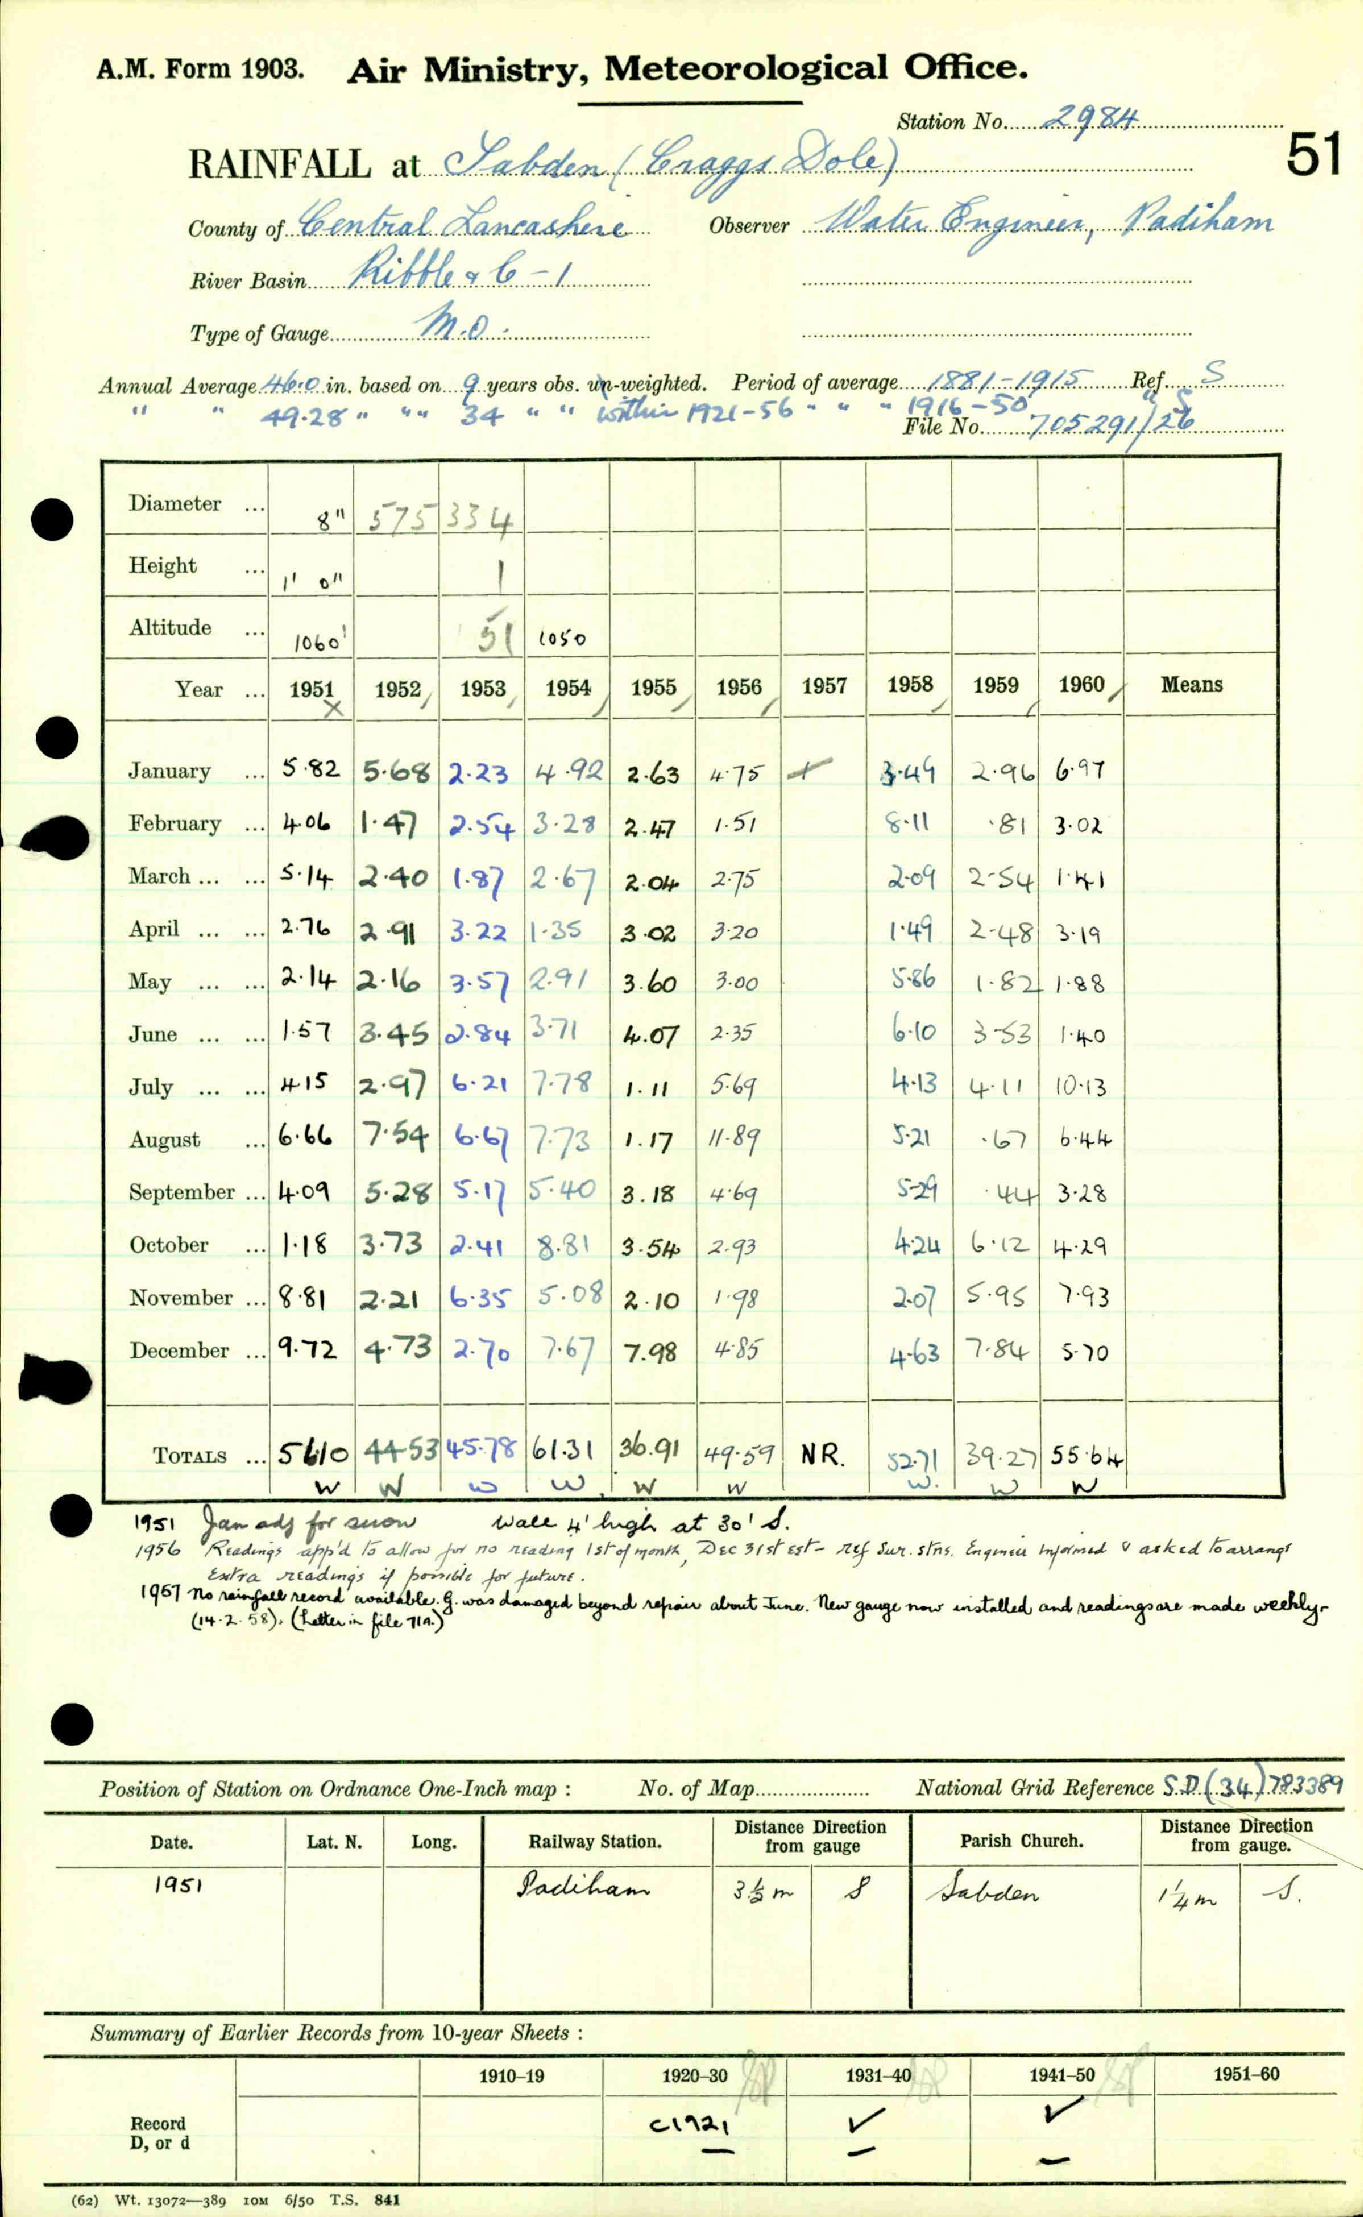 A.M. Form 1903. Air Ministry, Meteorological Office.
Station No. 2984
51
RAINFALL at Sabden (Craggs Dole)
County of Central Lancashire Observer Water Engineer, Padiham
River Basin Ribble & C - 1
Type of Gauge M.O.
Annual Average 46.0 in. based on 9 years obs. un-weighted. Period of average 1881-1915 Ref. S
" " 49.28 " " " 34 " " within 1921-56 " " " 1916-50 " S
File No. 705291/26
Diameter ... 8" 575 334
Height ... 1' 0" 1
Altitude ... 1060' 51 1050
Year ... 1951 1952 1953 1954 1955 1956 1957 1958 1959 1960 Means
x
January ... 5.82 5.68 2.23 4.92 2.63 4.75 + 3.49 2.96 6.97
February ... 4.06 1.47 2.54 3.28 2.47 1.51 8.11 .81 3.02
March ... ... 5.14 2.40 1.87 2.67 2.04 2.75 2.09 2.54 1.41
April ... ... 2.76 2.91 3.22 1.35 3.02 3.20 1.49 2.48 3.19
May ... ... 2.14 2.16 3.57 2.91 3.60 3.00 5.86 1.82 1.88
June ... ... 1.57 3.45 2.84 3.71 4.07 2.35 6.10 3.53 1.40
July ... ... 4.15 2.97 6.21 7.78 1.11 5.69 4.13 4.11 10.13
August ... 6.66 7.54 6.67 7.73 1.17 11.89 5.21 .67 6.44
September ... 4.09 5.28 5.17 5.40 3.18 4.69 5.29 .44 3.28
October ... 1.18 3.73 2.41 8.81 3.54 2.93 4.24 6.12 4.29
November ... 8.81 2.21 6.35 5.08 2.10 1.98 2.07 5.95 7.93
December ... 9.72 4.73 2.70 7.67 7.98 4.85 4.63 7.84 5.70
TOTALS ... 56.10 44.53 45.78 61.31 36.91 49.59 NR. 52.71 39.27 55.64
W W W W W W W. W W
1951 Jan adj for snow Wall 4' high at 30' S.
1956 Readings app'd to allow for no reading 1st of month, Dec 31st est - ref Sur. stns. Engineer informed & asked to arrange
Extra readings if possible for future.
1957 No rainfall record available. G. was damaged beyond repair about June. New gauge now installed and readings are made weekly-
(14.2.58). (Letter in file 71A.)
Position of Station on Ordnance One-Inch map : No. of Map National Grid Reference S.D. (34) 783389
Date. Lat. N. Long. Railway Station. Distance from Direction gauge Parish Church. Distance from Direction gauge.
1951 Padiham 3 1/2 m S Sabden 1 1/4 m S.
Summary of Earlier Records from 10-year Sheets :
1910-19 1920-30 1931-40 1941-50 1951-60
Record D, or d c1921 ✓ ✓
(62) Wt. 13072—389 10M 6/50 T.S. 841